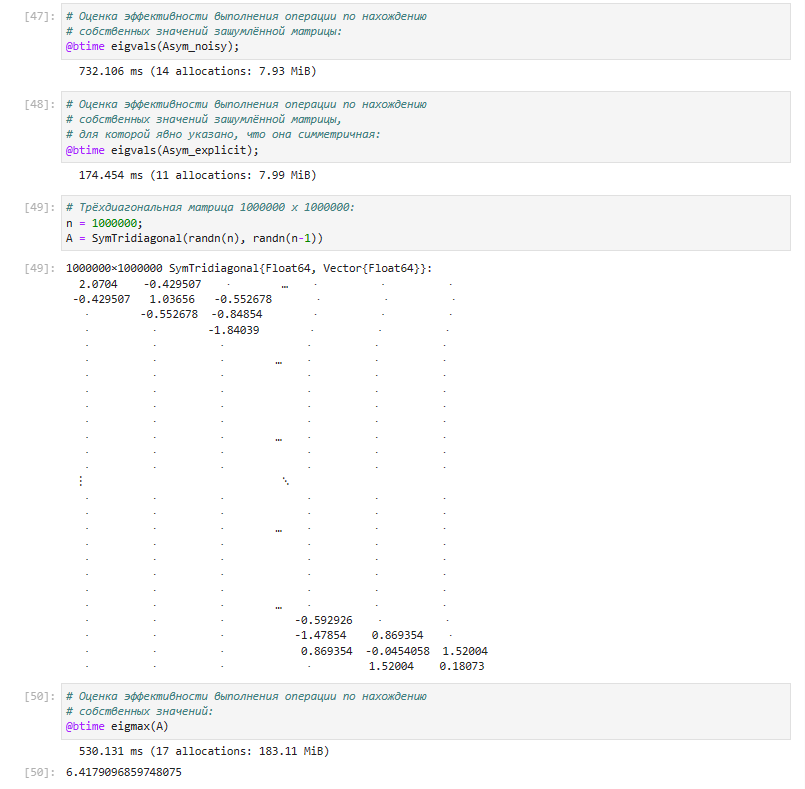 [47]: # Оценка эффективности выполнения операции по нахождению
# собственных значений зашумлённой матрицы:
@btime eigvals(Asym_noisy);
732.106 ms (14 allocations: 7.93 MiB)
[48]: # Оценка эффективности выполнения операции по нахождению
# собственных значений зашумлённой матрицы,
# для которой явно указано, что она симметричная:
@btime eigvals(Asym_explicit);
174.454 ms (11 allocations: 7.99 MiB)
[49]: # Трёхдиагональная матрица 1000000 x 1000000:
n = 1000000;
A = SymTridiagonal(randn(n), randn(n-1))
[49]: 1000000×1000000 SymTridiagonal{Float64, Vector{Float64}}:
2.0704 -0.429507 ⋅ … ⋅ ⋅ ⋅
-0.429507 1.03656 -0.552678 ⋅ ⋅ ⋅
⋅ -0.552678 -0.84854 ⋅ ⋅ ⋅
⋅ ⋅ -1.84039 ⋅ ⋅ ⋅
⋅ ⋅ ⋅ ⋅ ⋅ ⋅
⋅ ⋅ ⋅ … ⋅ ⋅ ⋅
⋅ ⋅ ⋅ ⋅ ⋅ ⋅
⋅ ⋅ ⋅ ⋅ ⋅ ⋅
⋅ ⋅ ⋅ ⋅ ⋅ ⋅
⋅ ⋅ ⋅ ⋅ ⋅ ⋅
⋅ ⋅ ⋅ … ⋅ ⋅ ⋅
⋅ ⋅ ⋅ ⋅ ⋅ ⋅
⋅ ⋅ ⋅ ⋅ ⋅ ⋅
⋮ ⋱
⋅ ⋅ ⋅ ⋅ ⋅ ⋅
⋅ ⋅ ⋅ ⋅ ⋅ ⋅
⋅ ⋅ ⋅ … ⋅ ⋅ ⋅
⋅ ⋅ ⋅ ⋅ ⋅ ⋅
⋅ ⋅ ⋅ ⋅ ⋅ ⋅
⋅ ⋅ ⋅ ⋅ ⋅ ⋅
⋅ ⋅ ⋅ ⋅ ⋅ ⋅
⋅ ⋅ ⋅ … ⋅ ⋅ ⋅
⋅ ⋅ ⋅ -0.592926 ⋅ ⋅
⋅ ⋅ ⋅ -1.47854 0.869354 ⋅
⋅ ⋅ ⋅ 0.869354 -0.0454058 1.52004
⋅ ⋅ ⋅ ⋅ 1.52004 0.18073
[50]: # Оценка эффективности выполнения операции по нахождению
# собственных значений:
@btime eigmax(A)
530.131 ms (17 allocations: 183.11 MiB)
[50]: 6.4179096859748075